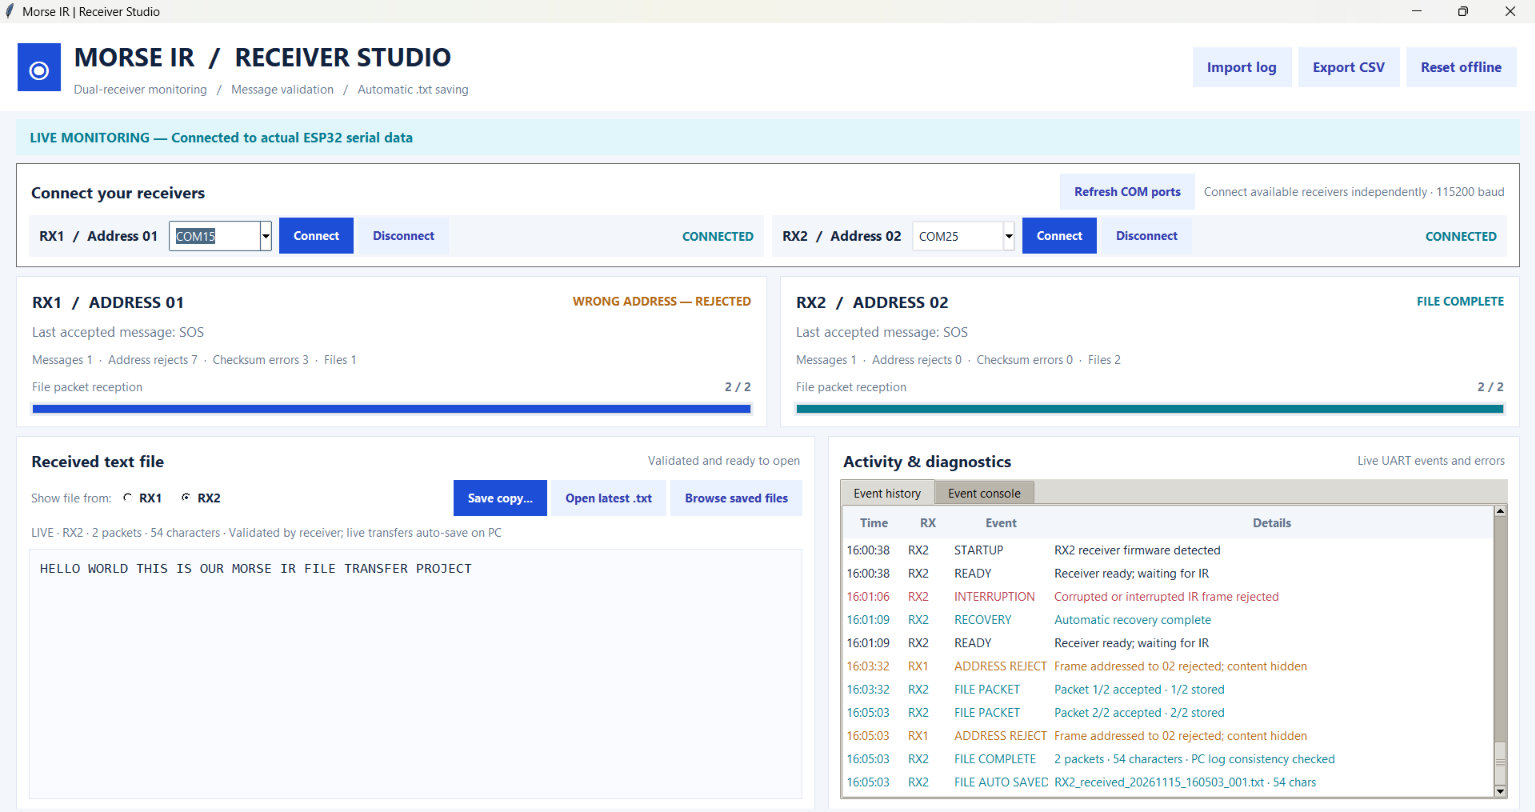 Morse IR | Receiver Studio
MORSE IR / RECEIVER STUDIO
Dual-receiver monitoring / Message validation / Automatic .txt saving
Import log
Export CSV
Reset offline
LIVE MONITORING — Connected to actual ESP32 serial data
Connect your receivers
Refresh COM ports
Connect available receivers independently · 115200 baud
RX1 / Address 01 COM15 Connect Disconnect CONNECTED
RX2 / Address 02 COM25 Connect Disconnect CONNECTED
RX1 / ADDRESS 01 WRONG ADDRESS — REJECTED
Last accepted message: SOS
Messages 1 · Address rejects 7 · Checksum errors 3 · Files 1
File packet reception 2 / 2
RX2 / ADDRESS 02 FILE COMPLETE
Last accepted message: SOS
Messages 1 · Address rejects 0 · Checksum errors 0 · Files 2
File packet reception 2 / 2
Received text file Validated and ready to open
Show file from: RX1 RX2 Save copy... Open latest .txt Browse saved files
LIVE · RX2 · 2 packets · 54 characters · Validated by receiver; live transfers auto-save on PC
HELLO WORLD THIS IS OUR MORSE IR FILE TRANSFER PROJECT
Activity & diagnostics Live UART events and errors
Event history Event console
Time RX Event Details
16:00:38 RX2 STARTUP RX2 receiver firmware detected
16:00:38 RX2 READY Receiver ready; waiting for IR
16:01:06 RX2 INTERRUPTION Corrupted or interrupted IR frame rejected
16:01:09 RX2 RECOVERY Automatic recovery complete
16:01:09 RX2 READY Receiver ready; waiting for IR
16:03:32 RX1 ADDRESS REJECT Frame addressed to 02 rejected; content hidden
16:03:32 RX2 FILE PACKET Packet 1/2 accepted · 1/2 stored
16:05:03 RX2 FILE PACKET Packet 2/2 accepted · 2/2 stored
16:05:03 RX1 ADDRESS REJECT Frame addressed to 02 rejected; content hidden
16:05:03 RX2 FILE COMPLETE 2 packets · 54 characters · PC log consistency checked
16:05:03 RX2 FILE AUTO SAVED RX2_received_20261115_160503_001.txt · 54 chars